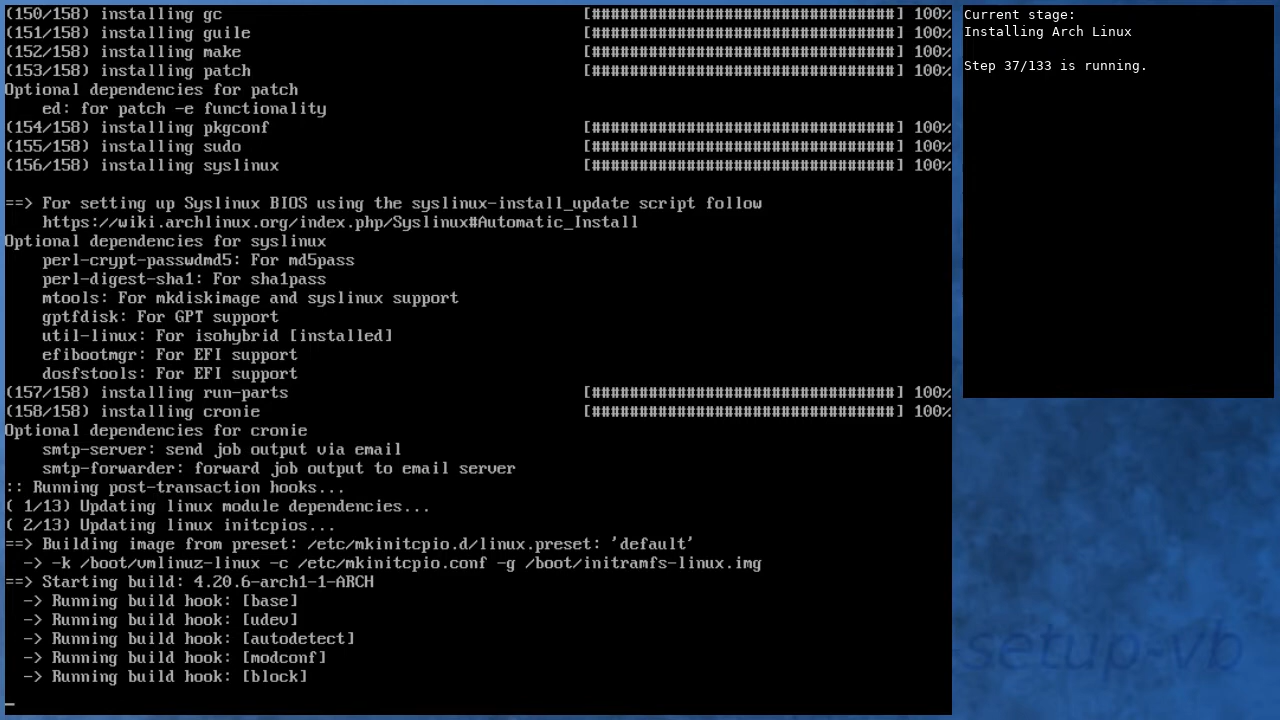 (150/158) installing gc [################################] 100%
(151/158) installing guile [################################] 100%
(152/158) installing make [################################] 100%
(153/158) installing patch [################################] 100%
Optional dependencies for patch
    ed: for patch -e functionality
(154/158) installing pkgconf [################################] 100%
(155/158) installing sudo [################################] 100%
(156/158) installing syslinux [################################] 100%
==> For setting up Syslinux BIOS using the syslinux-install_update script follow
    https://wiki.archlinux.org/index.php/Syslinux#Automatic_Install
Optional dependencies for syslinux
    perl-crypt-passwdmd5: For md5pass
    perl-digest-sha1: For sha1pass
    mtools: For mkdiskimage and syslinux support
    gptfdisk: For GPT support
    util-linux: For isohybrid [installed]
    efibootmgr: For EFI support
    dosfstools: For EFI support
(157/158) installing run-parts [################################] 100%
(158/158) installing cronie [################################] 100%
Optional dependencies for cronie
    smtp-server: send job output via email
    smtp-forwarder: forward job output to email server
:: Running post-transaction hooks...
( 1/13) Updating linux module dependencies...
( 2/13) Updating linux initcpios...
==> Building image from preset: /etc/mkinitcpio.d/linux.preset: 'default'
  -> -k /boot/vmlinuz-linux -c /etc/mkinitcpio.conf -g /boot/initramfs-linux.img
==> Starting build: 4.20.6-arch1-1-ARCH
  -> Running build hook: [base]
  -> Running build hook: [udev]
  -> Running build hook: [autodetect]
  -> Running build hook: [modconf]
  -> Running build hook: [block]
_
Current stage:
Installing Arch Linux
Step 37/133 is running.
setup-vb